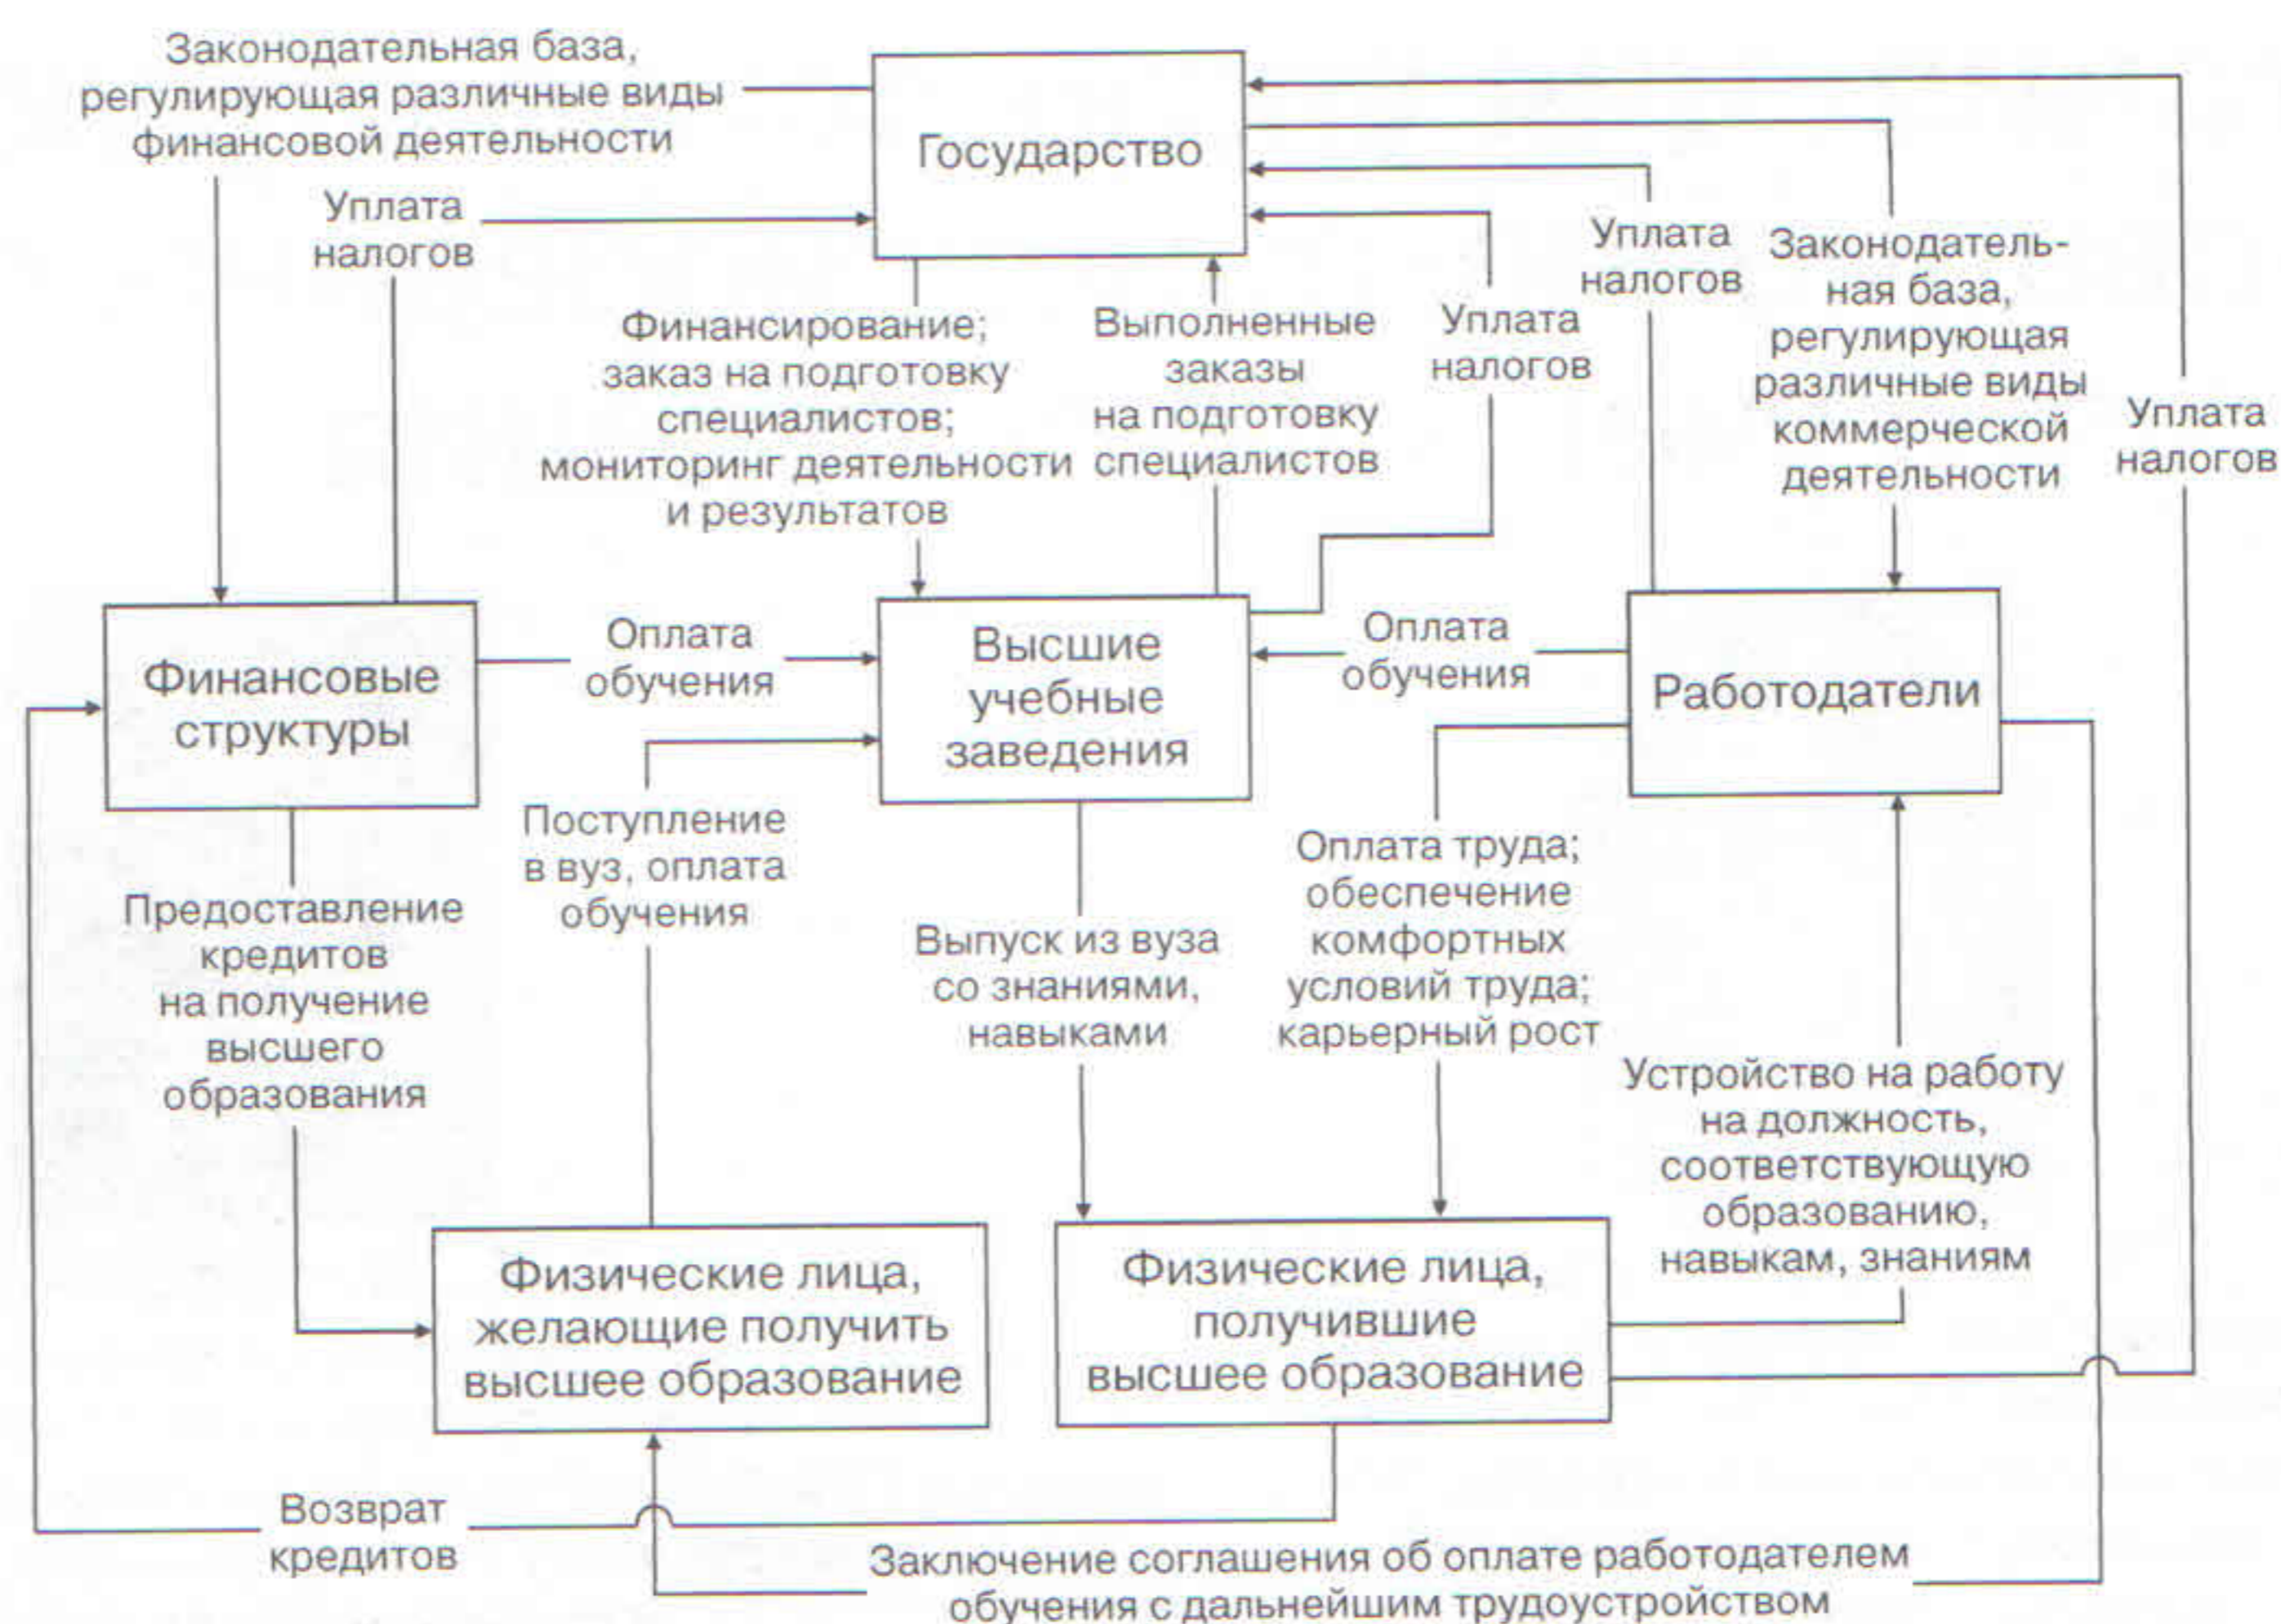 Законодательная база,
регулирующая различные виды
финансовой деятельности
Государство
Уплата
налогов
Уплата
налогов
Законодатель-
ная база,
регулирующая
различные виды
коммерческой
деятельности
Уплата
налогов
Финансирование;
заказ на подготовку
специалистов;
мониторинг деятельности
и результатов
Выполненные
заказы
на подготовку
специалистов
Уплата
налогов
Финансовые
структуры
Оплата
обучения
Высшие
учебные
заведения
Оплата
обучения
Работодатели
Предоставление
кредитов
на получение
высшего
образования
Поступление
в вуз, оплата
обучения
Выпуск из вуза
со знаниями,
навыками
Оплата труда;
обеспечение
комфортных
условий труда;
карьерный рост
Устройство на работу
на должность,
соответствующую
образованию,
навыкам, знаниям
Физические лица,
желающие получить
высшее образование
Физические лица,
получившие
высшее образование
Возврат
кредитов
Заключение соглашения об оплате работодателем
обучения с дальнейшим трудоустройством